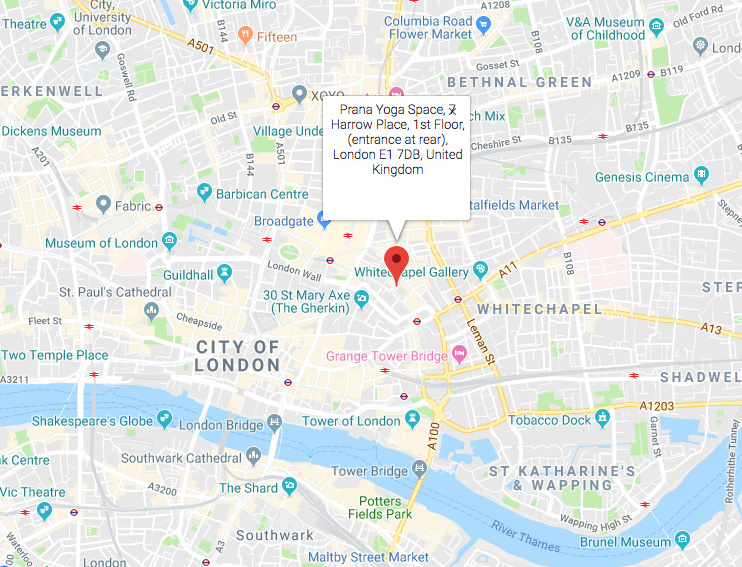 City,
University
of London
Theatre
Victoria Miro
A501
Fifteen
Columbia Road
Flower Market
A1208
V&A Museum
of Childhood
Old Ford Rd
B144
Goswell Rd
Gosset St
A1209
B119
BETHNAL GREEN
ERKENWELL
XOYO
Old St
B144
Dickens Museum
Village Unde
A501
Prana Yoga Space, 7
Harrow Place, 1st Floor,
(entrance at rear),
London E1 7DB, United
Kingdom
ch Mix
Cheshire St
B135
B135
A201
Genesis Cinema
Barbican Centre
Fabric
Broadgate
talfields Market
Stepne
Museum of London
Guildhall
London Wall
Whitechapel Gallery
A11
B108
St. Paul's Cathedral
30 St Mary Axe
(The Gherkin)
STEP
WHITECHAPEL
Fleet St
Cheapside
A13
Leman St
CITY OF
LONDON
Two Temple Place
Grange Tower Bridge
A3211
SHADWEL
A1203
Shakespeare's Globe
London Bridge
Tower of London
A100
Tobacco Dock
Garnet St
Rotherhithe Tunnel
nk Centre
Southwark Cathedral
Tower Bridge
ST KATHARINE'S
& WAPPING
Vic Theatre
A3200
The Shard
Potters
Fields Park
Wapping High St
River Thames
Southwark
Brunel Museum
Waterloo
London
Maltby Street Market